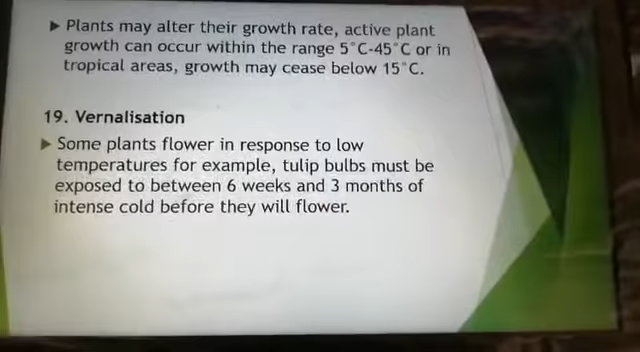 ▶ Plants may alter their growth rate, active plant
growth can occur within the range 5°C-45°C or in
tropical areas, growth may cease below 15°C.
19. Vernalisation
▶ Some plants flower in response to low
temperatures for example, tulip bulbs must be
exposed to between 6 weeks and 3 months of
intense cold before they will flower.